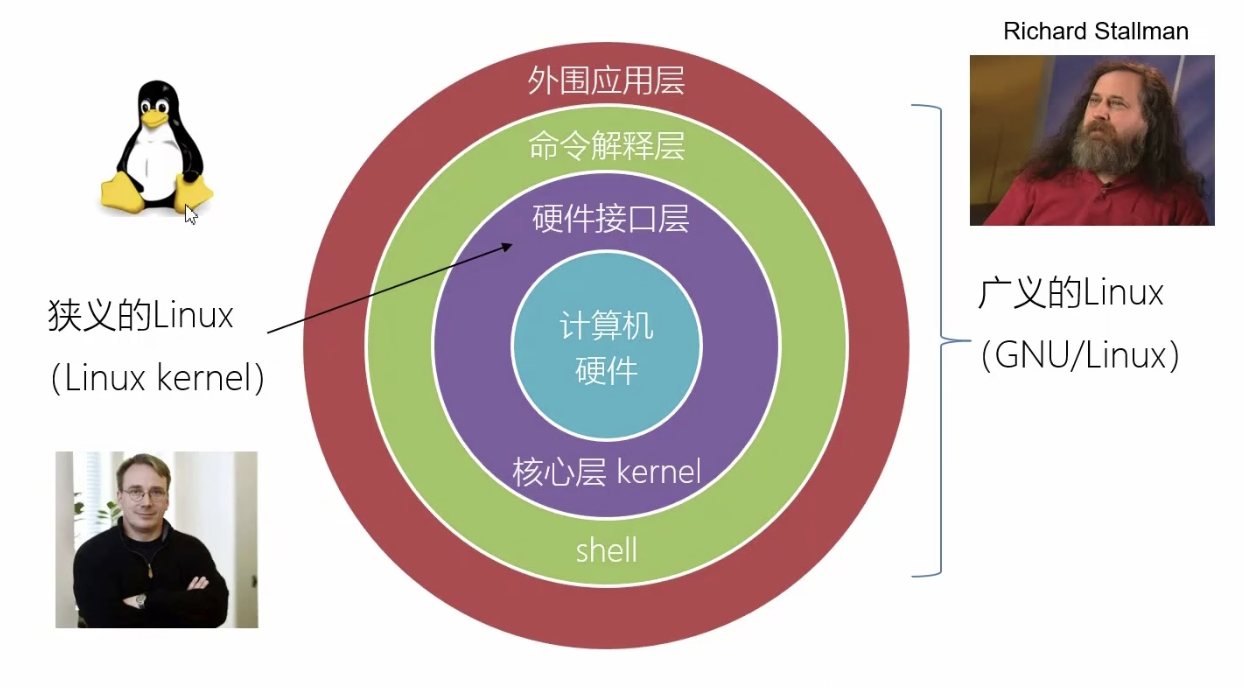 Richard Stallman
外围应用层
命令解释层
硬件接口层
计算机
硬件
核心层 kernel
shell
狭义的Linux
(Linux kernel)
广义的Linux
(GNU/Linux)